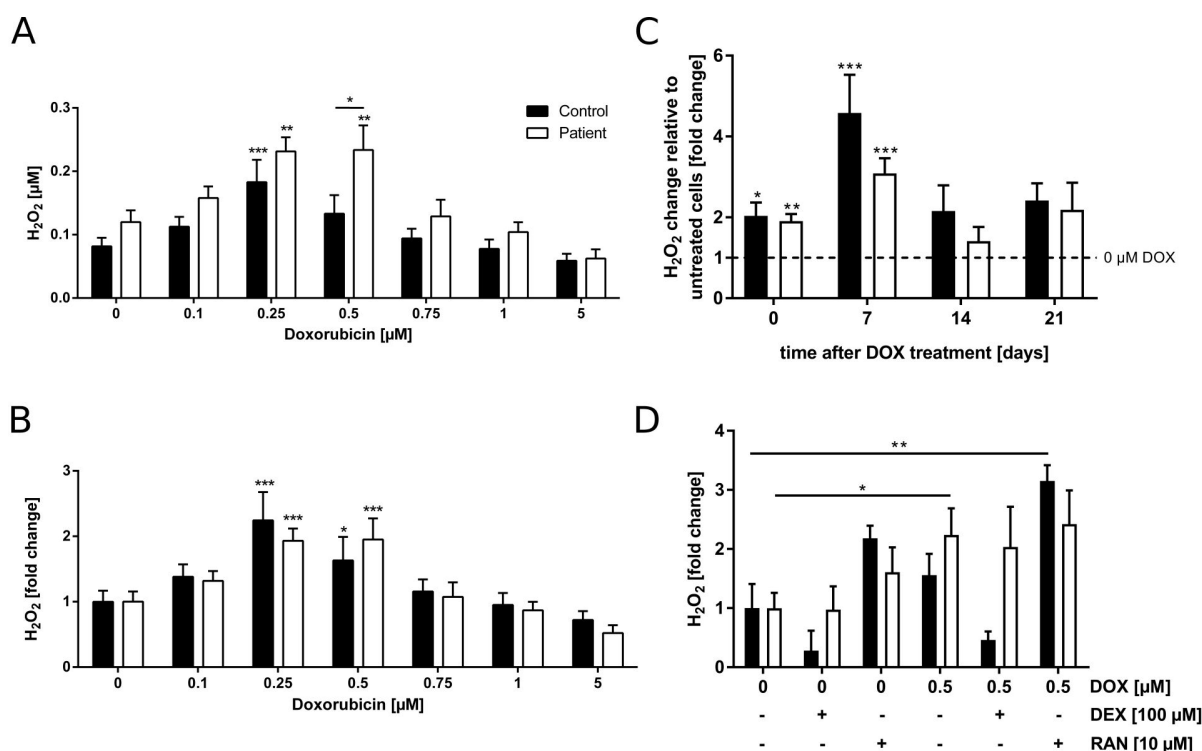 A
0.3
0.2
0.1
0.0
H₂O₂ [µM]
***
**
*
**
Control
Patient
0 0.1 0.25 0.5 0.75 1 5
Doxorubicin [µM]
B
3
2
1
0
H₂O₂ [fold change]
***
***
*
***
0 0.1 0.25 0.5 0.75 1 5
Doxorubicin [µM]
C
6
4
2
1
0
H₂O₂ change relative to
untreated cells [fold change]
*
**
***
***
0 µM DOX
0 7 14 21
time after DOX treatment [days]
D
4
3
2
1
0
H₂O₂ [fold change]
**
*
0 0 0 0.5 0.5 0.5 DOX [µM]
- + - - + - DEX [100 µM]
- - + - - + RAN [10 µM]